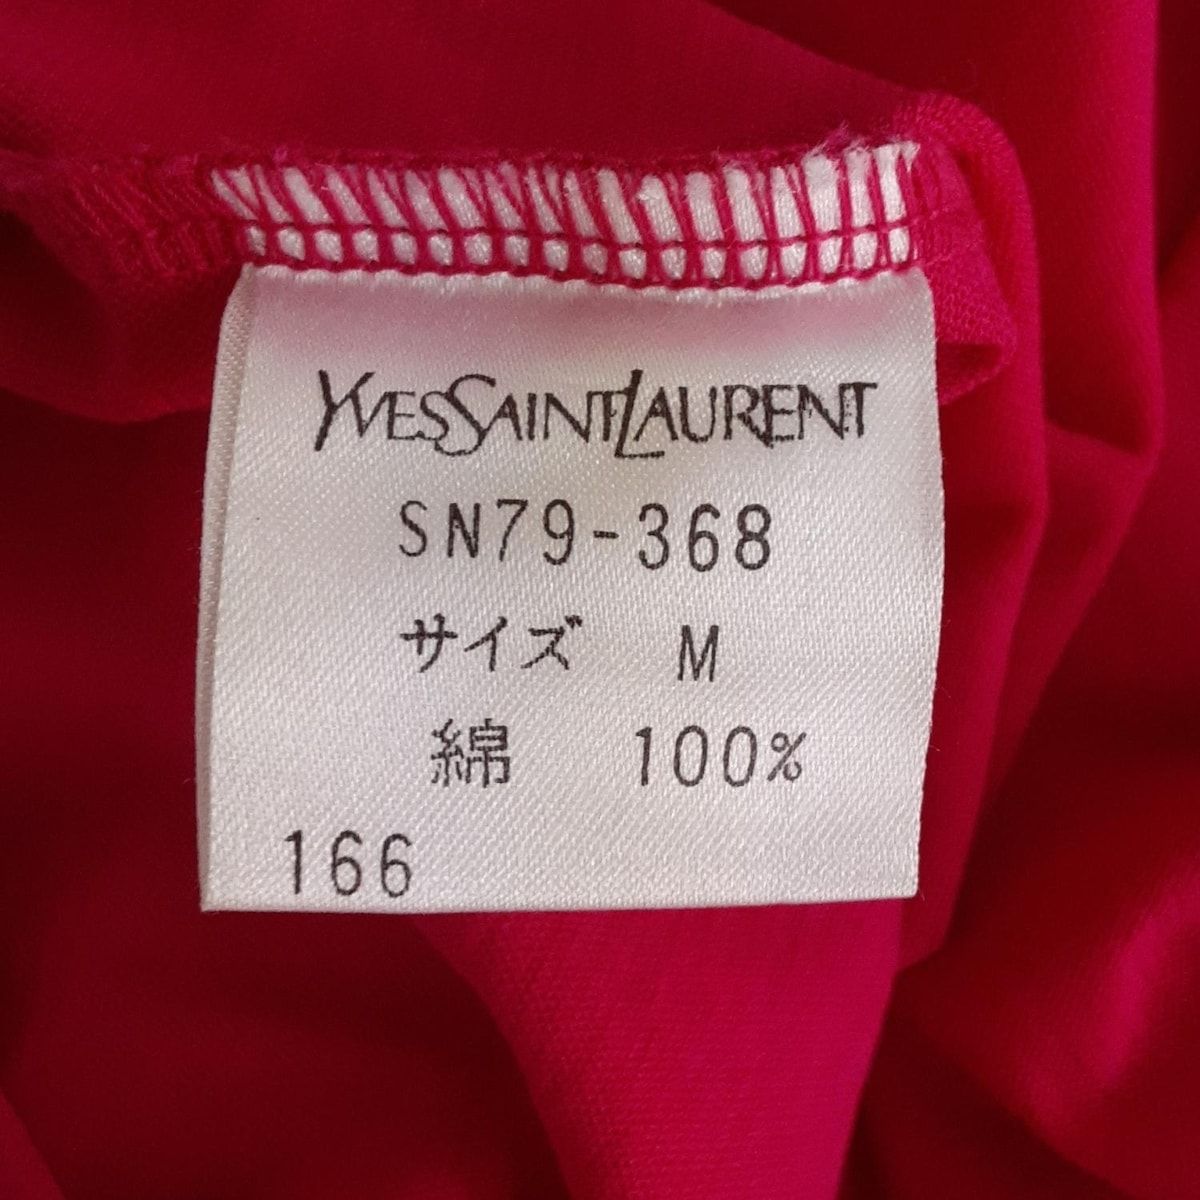 YVESSAINTLAURENT
SN79-368
サイズ M
綿 100%
166